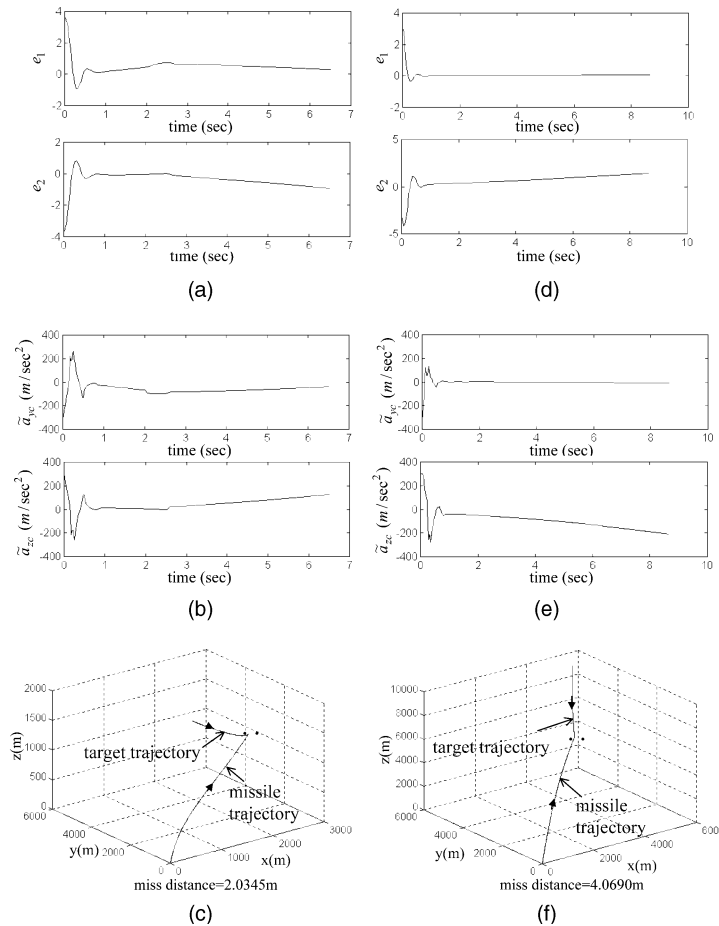 4
2
0
-2
e1
0 1 2 3 4 5 6 7
time (sec)
2
0
-2
-4
e2
0 1 2 3 4 5 6 7
time (sec)
(a)
4
2
0
2
e1
0 2 4 6 8 10
time (sec)
5
0
-5
e2
0 2 4 6 8 10
time (sec)
(d)
400
200
0
-200
-400
ãyc (m/sec²)
0 1 2 3 4 5 6 7
time (sec)
400
200
0
-200
-400
ãzc (m/sec²)
0 1 2 3 4 5 6 7
time (sec)
(b)
400
200
0
-200
-400
ãyc (m/sec²)
0 2 4 6 8 10
time (sec)
400
200
0
-200
-400
ãzc (m/sec²)
0 2 4 6 8 10
time (sec)
(e)
2000
1500
1000
500
0
z(m)
6000
4000
2000
0
y(m)
0
1000
2000
3000
x(m)
target trajectory
missile
trajectory
miss distance=2.0345m
(c)
10000
8000
6000
4000
2000
0
z(m)
6000
4000
2000
0
y(m)
0
2000
4000
600
x(m)
target trajectory
missile
trajectory
miss distance=4.0690m
(f)